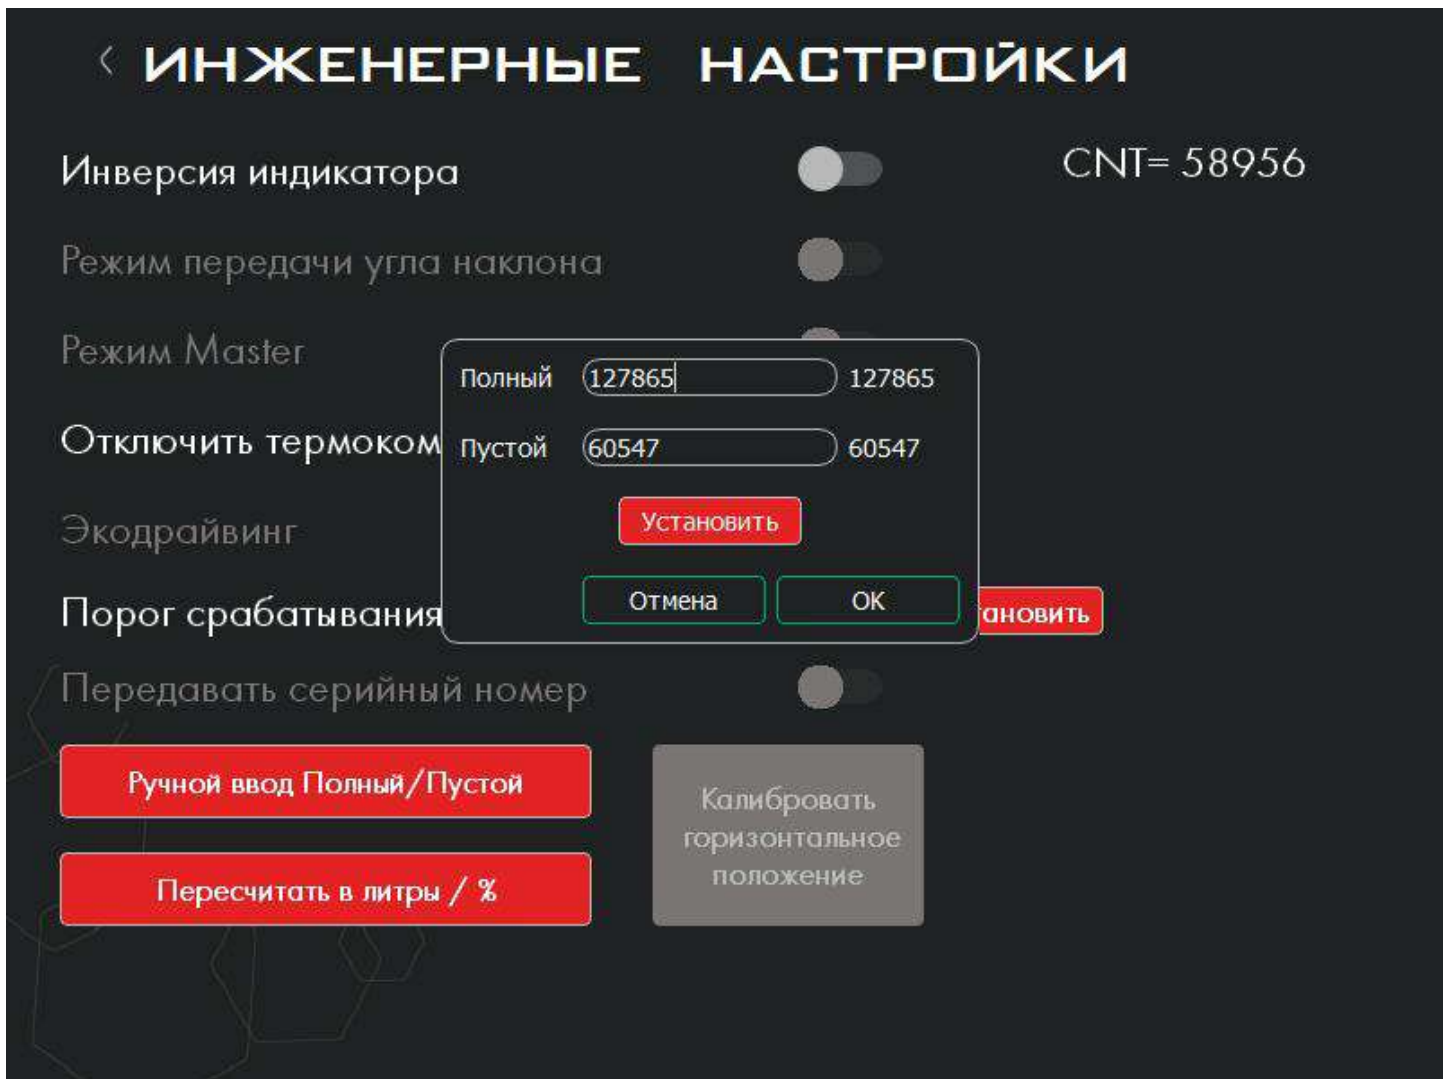 ИНЖЕНЕРНЫЕ НАСТРОЙКИ
Инверсия индикатора
CNT= 58956
Режим передачи угла наклона
Режим Master
Полный 127865 127865
Отключить термоком
Пустой 60547 60547
Установить
Экодрайвинг
Отмена OK
Порог срабатывания
ановить
Передавать серийный номер
Ручной ввод Полный/Пустой
Калибровать
горизонтальное
положение
Пересчитать в литры / %